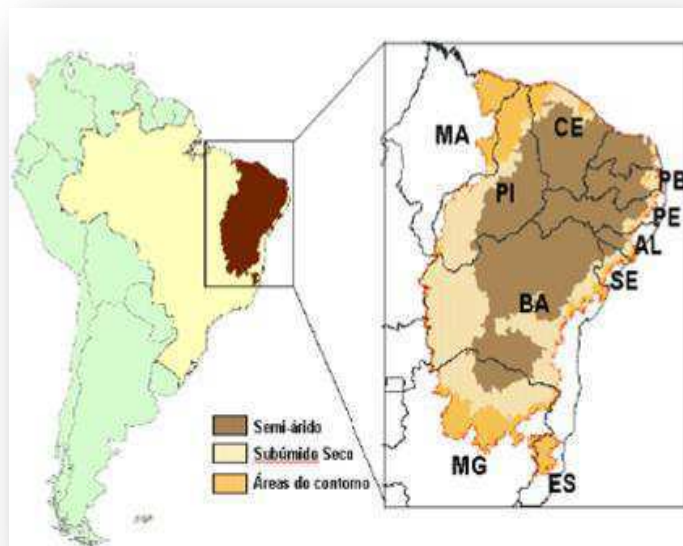 MA
CE
PI
PB
PE
AL
SE
BA
MG
ES
Semi-árido
Subúmido Seco
Áreas do contorno